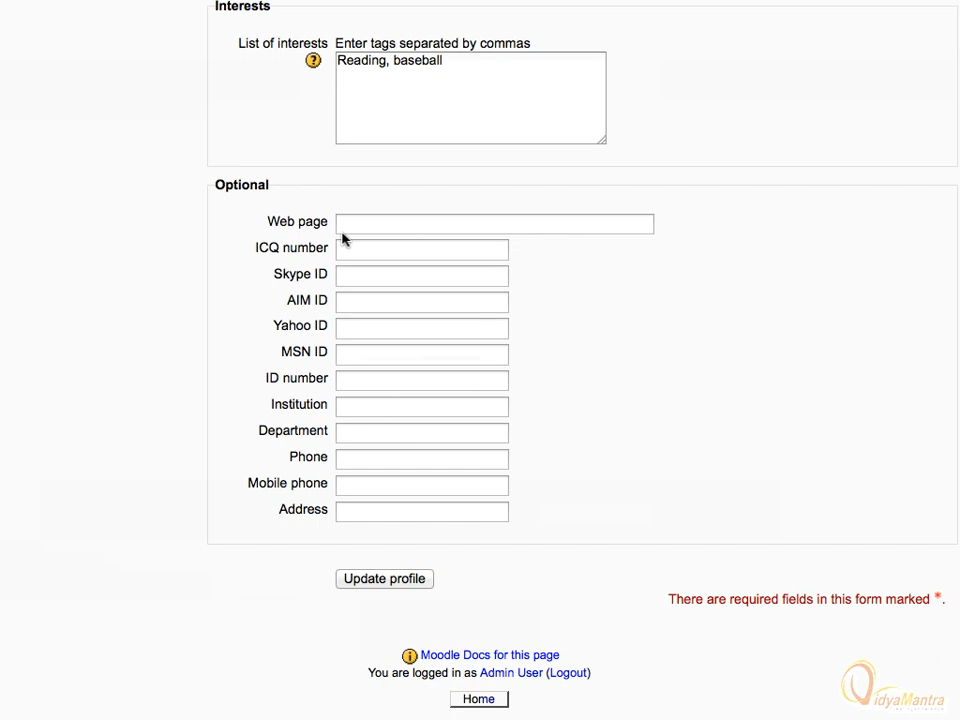 Interests
List of interests Enter tags separated by commas
?
Reading, baseball
Optional
Web page
ICQ number
Skype ID
AIM ID
Yahoo ID
MSN ID
ID number
Institution
Department
Phone
Mobile phone
Address
Update profile
There are required fields in this form marked *.
i Moodle Docs for this page
You are logged in as Admin User (Logout)
Home
VidyaMantra